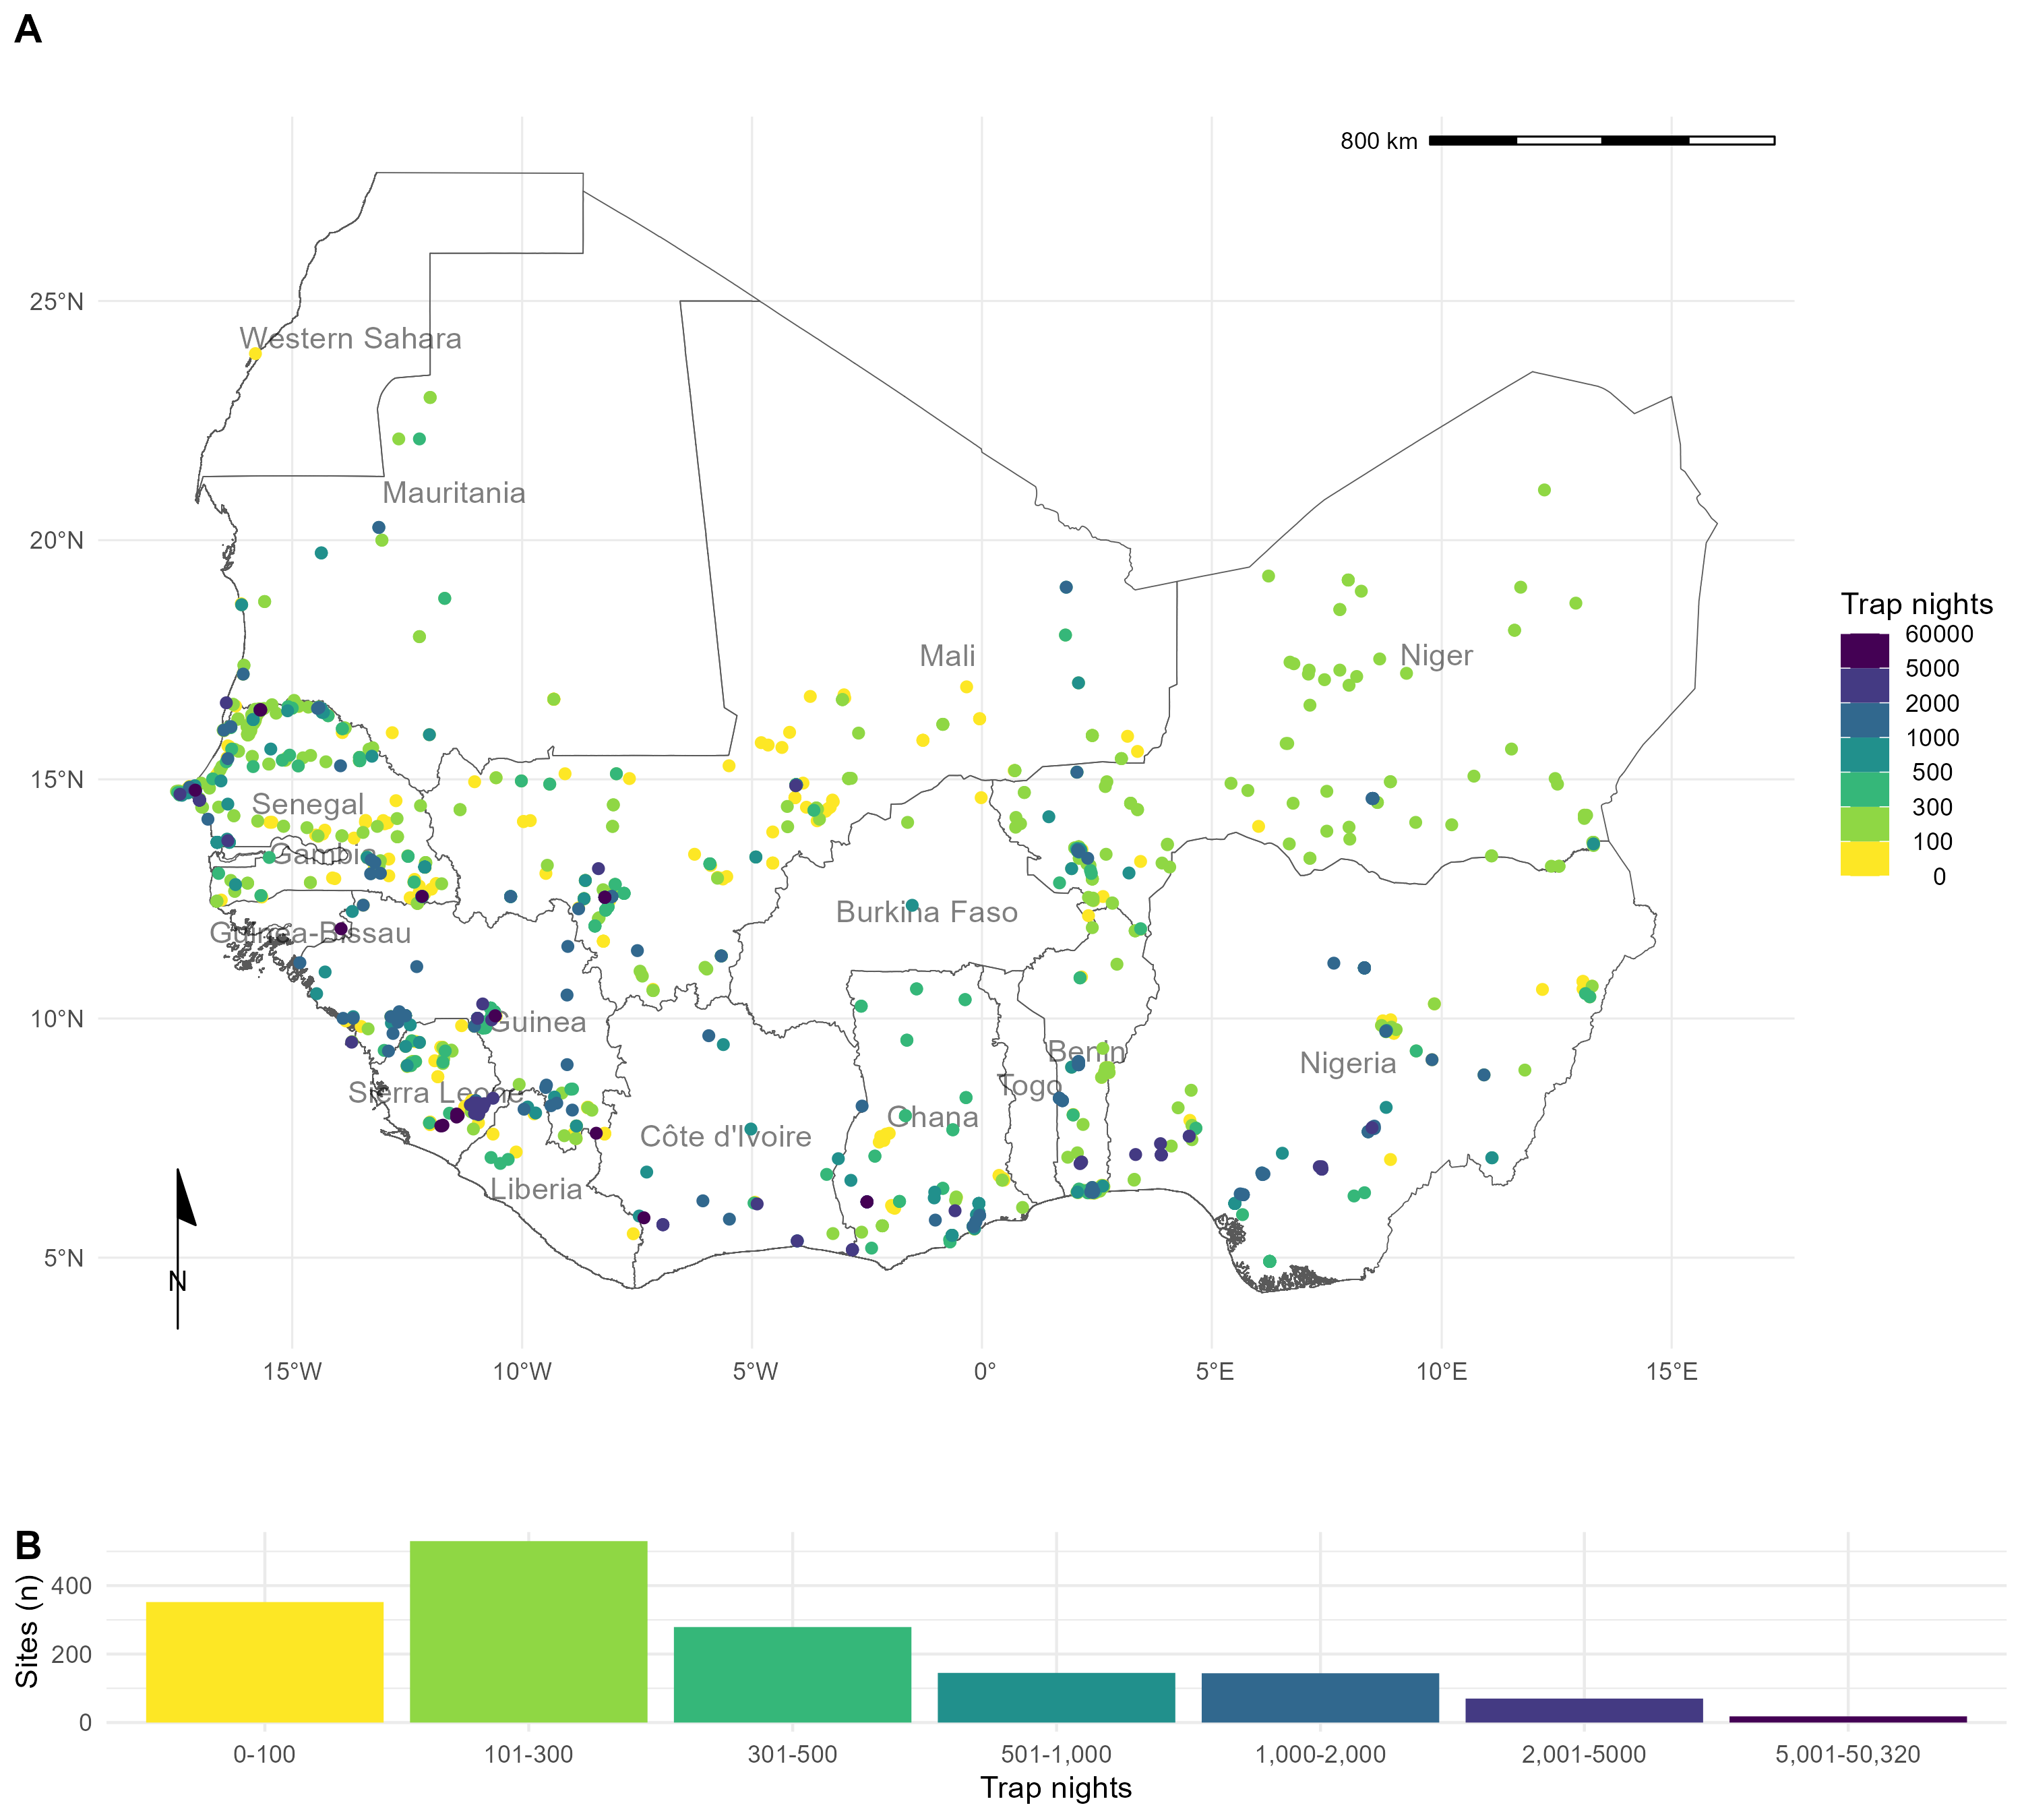 A
800 km
25°N
20°N
15°N
10°N
5°N
Western Sahara
Mauritania
Mali
Niger
Senegal
Gambia
Burkina Faso
Guinea-Bissau
Guinea
Sierra Leone
Benin
Nigeria
Togo
Ghana
Côte d'Ivoire
Liberia
N
15°W
10°W
5°W
0°
5°E
10°E
15°E
Trap nights
60000
5000
2000
1000
500
300
100
0
B
Sites (n)
400
200
0
0-100
101-300
301-500
501-1,000
1,000-2,000
2,001-5000
5,001-50,320
Trap nights